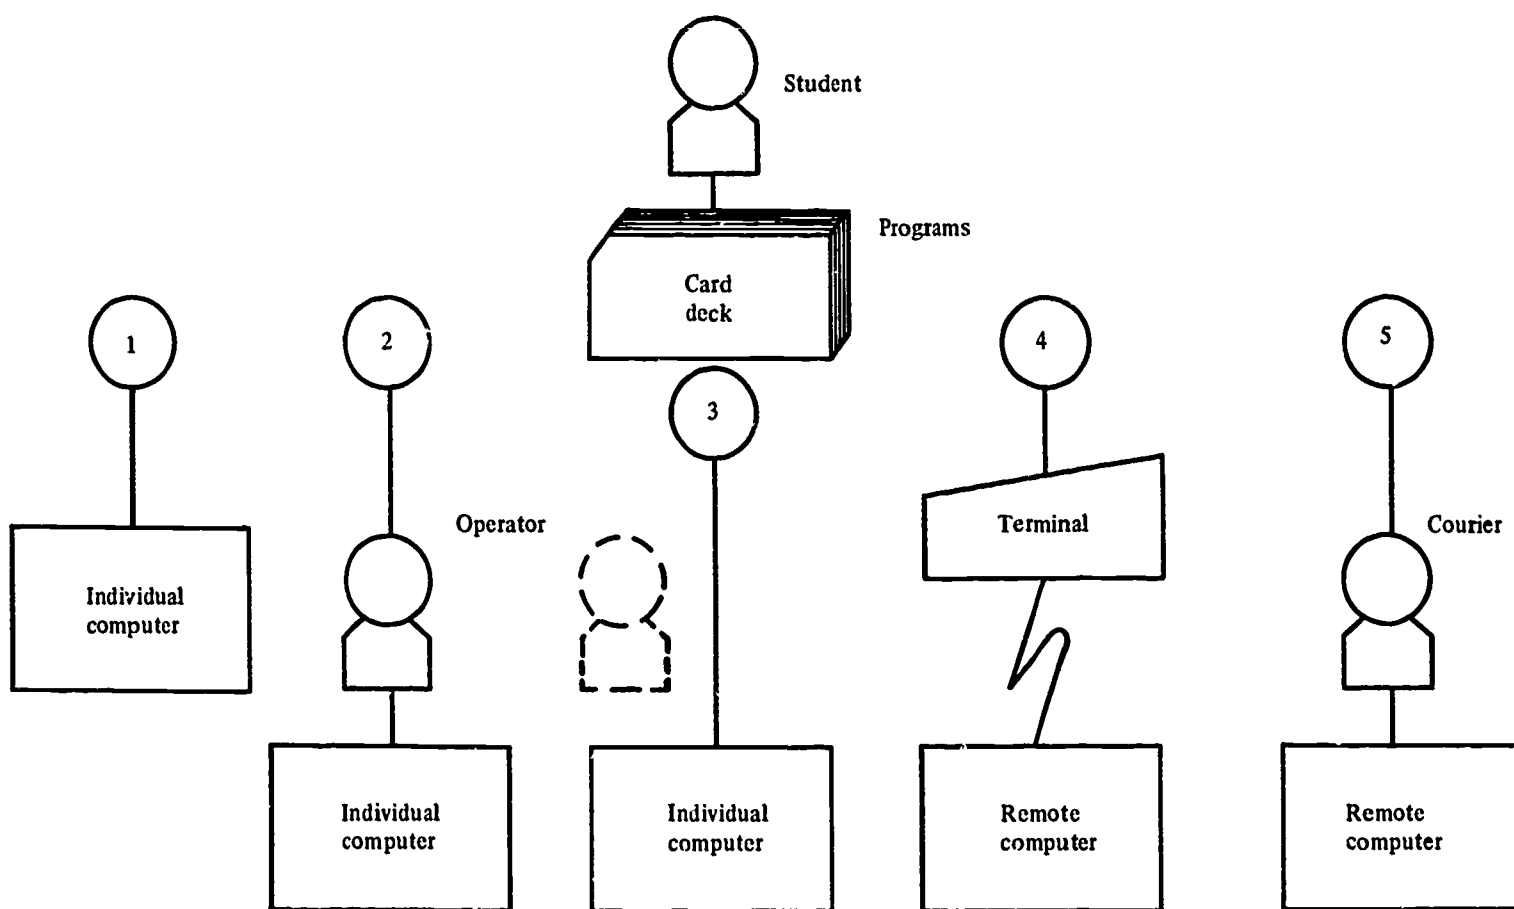 Student
Programs
Card
deck
1
2
3
4
5
Operator
Terminal
Courier
Individual
computer
Individual
computer
Individual
computer
Remote
computer
Remote
computer